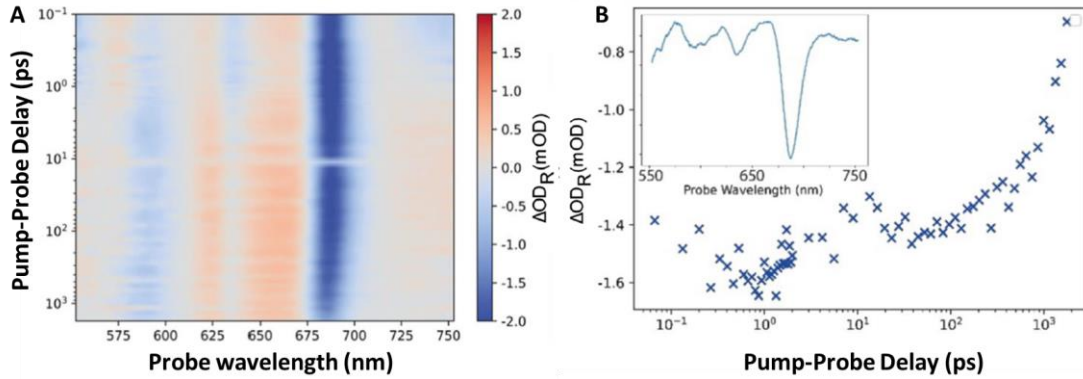 A
Pump-Probe Delay (ps)
10⁻¹
10⁰
10¹
10²
10³
575 600 625 650 675 700 725 750
Probe wavelength (nm)
2.0
1.5
1.0
0.5
0.0
-0.5
-1.0
-1.5
-2.0
ΔOD_R(mOD)
B
ΔOD_R(mOD)
-0.8
-1.0
-1.2
-1.4
-1.6
550 650 750
Probe Wavelength (nm)
10⁻¹ 10⁰ 10¹ 10² 10³
Pump-Probe Delay (ps)